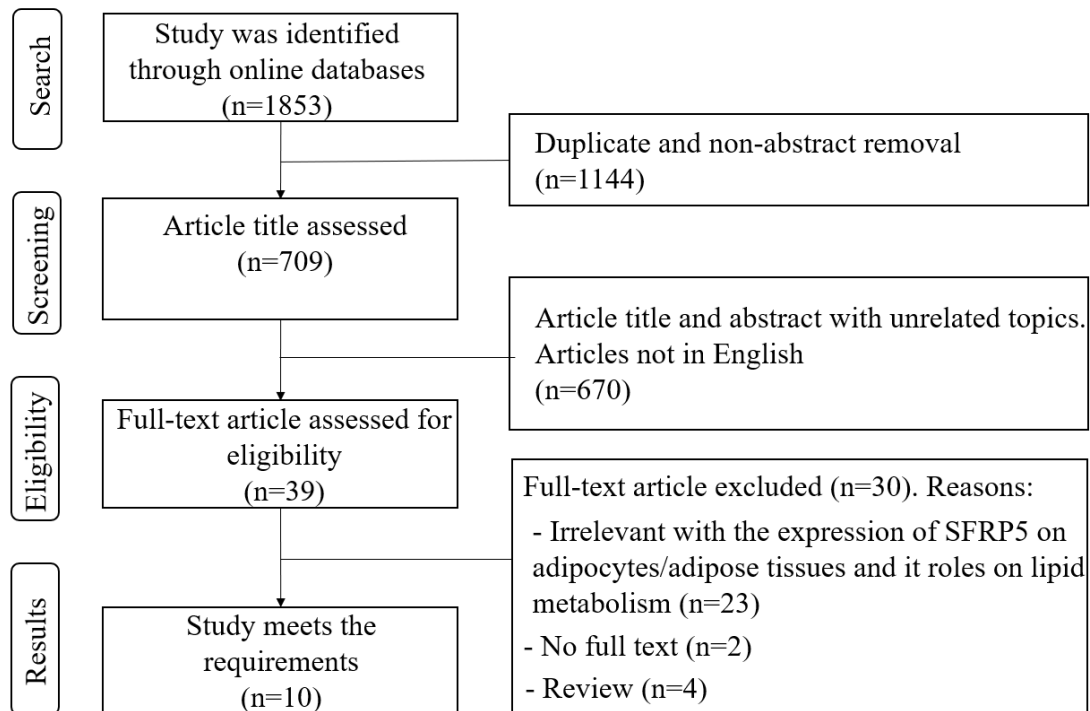 Search
Study was identified
through online databases
(n=1853)
Duplicate and non-abstract removal
(n=1144)
Screening
Article title assessed
(n=709)
Article title and abstract with unrelated topics.
Articles not in English
(n=670)
Eligibility
Full-text article assessed for
eligibility
(n=39)
Full-text article excluded (n=30). Reasons:
- Irrelevant with the expression of SFRP5 on
adipocytes/adipose tissues and it roles on lipid
metabolism (n=23)
- No full text (n=2)
- Review (n=4)
Results
Study meets the
requirements
(n=10)